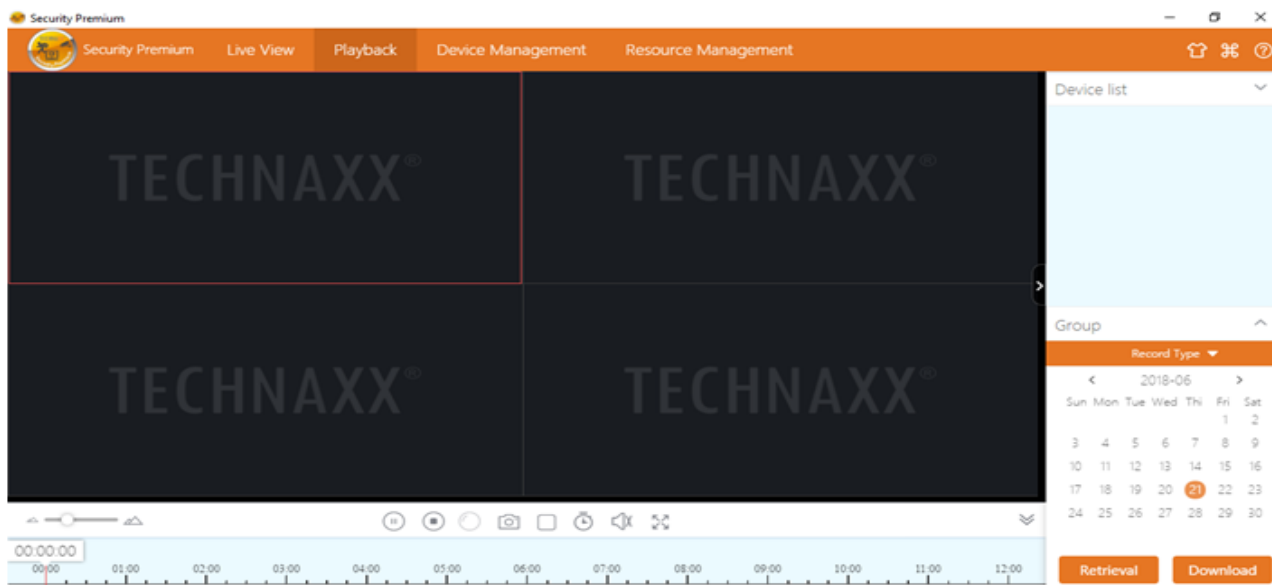 Security Premium
Security Premium Live View Playback Device Management Resource Management
Device list
TECHNAXX® TECHNAXX®
Group
Record Type
2018-06
Sun Mon Tue Wed Thi Fri Sat
1 2
3 4 5 6 7 8 9
10 11 12 13 14 15 16
17 18 19 20 21 22 23
24 25 26 27 28 29 30
TECHNAXX® TECHNAXX®
00:00:00
00:00 01:00 02:00 03:00 04:00 05:00 06:00 07:00 08:00 09:00 10:00 11:00 12:00
Retrieval Download